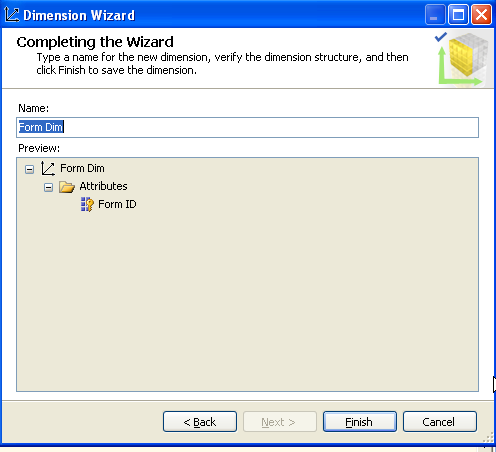 Dimension Wizard
Completing the Wizard
Type a name for the new dimension, verify the dimension structure, and then
click Finish to save the dimension.
Name:
Form Dim
Preview:
Form Dim
Attributes
Form ID
< Back
Next >
Finish
Cancel